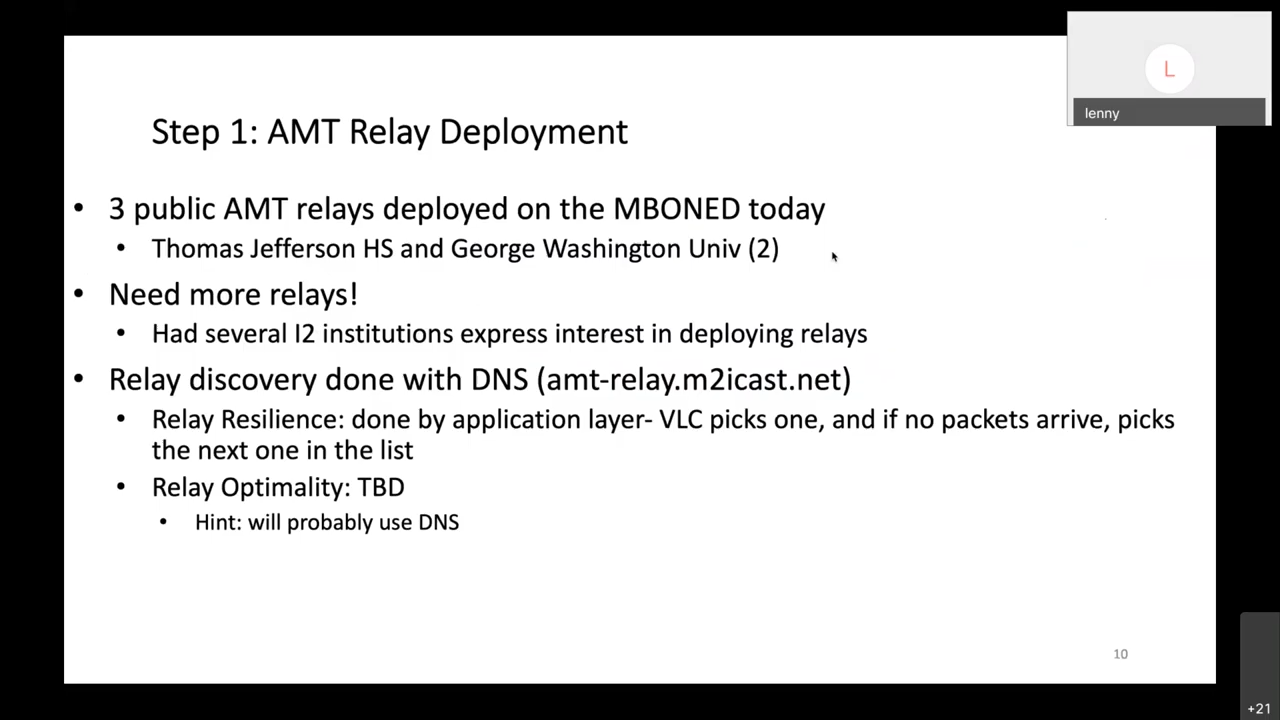 L
lenny
Step 1: AMT Relay Deployment
• 3 public AMT relays deployed on the MBONED today
• Thomas Jefferson HS and George Washington Univ (2)
• Need more relays!
• Had several I2 institutions express interest in deploying relays
• Relay discovery done with DNS (amt-relay.m2icast.net)
• Relay Resilience: done by application layer- VLC picks one, and if no packets arrive, picks
the next one in the list
• Relay Optimality: TBD
• Hint: will probably use DNS
10
+21